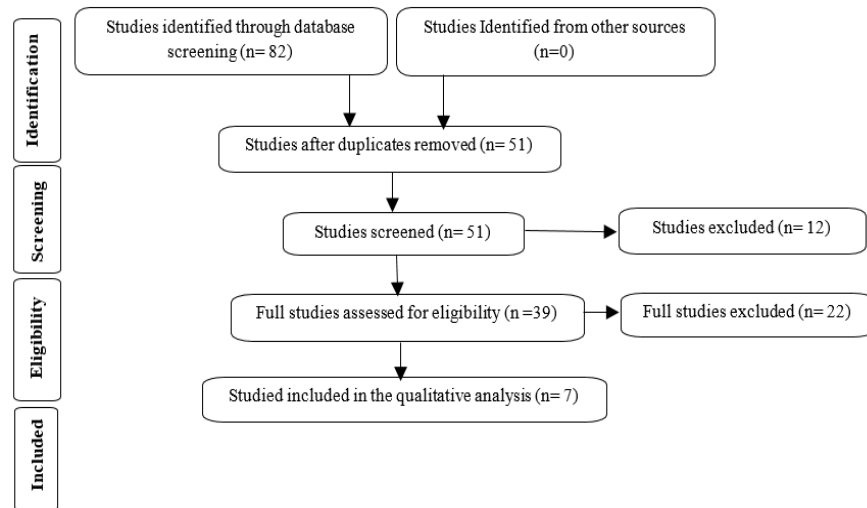 Identification
Studies identified through database
screening (n= 82)
Studies Identified from other sources
(n=0)
Studies after duplicates removed (n= 51)
Screening
Studies screened (n= 51)
Studies excluded (n= 12)
Eligibility
Full studies assessed for eligibility (n =39)
Full studies excluded (n= 22)
Studied included in the qualitative analysis (n= 7)
Included